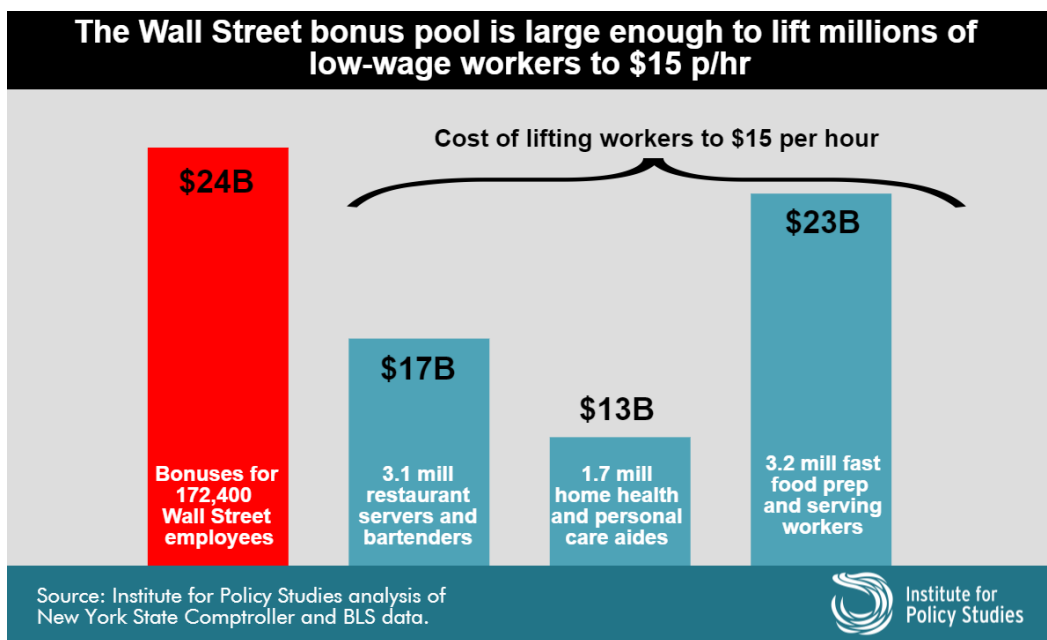 The Wall Street bonus pool is large enough to lift millions of
low-wage workers to $15 p/hr
Cost of lifting workers to $15 per hour
$24B
Bonuses for
172,400
Wall Street
employees
$17B
3.1 mill
restaurant
servers and
bartenders
$13B
1.7 mill
home health
and personal
care aides
$23B
3.2 mill fast
food prep
and serving
workers
Source: Institute for Policy Studies analysis of
New York State Comptroller and BLS data.
Institute for
Policy Studies